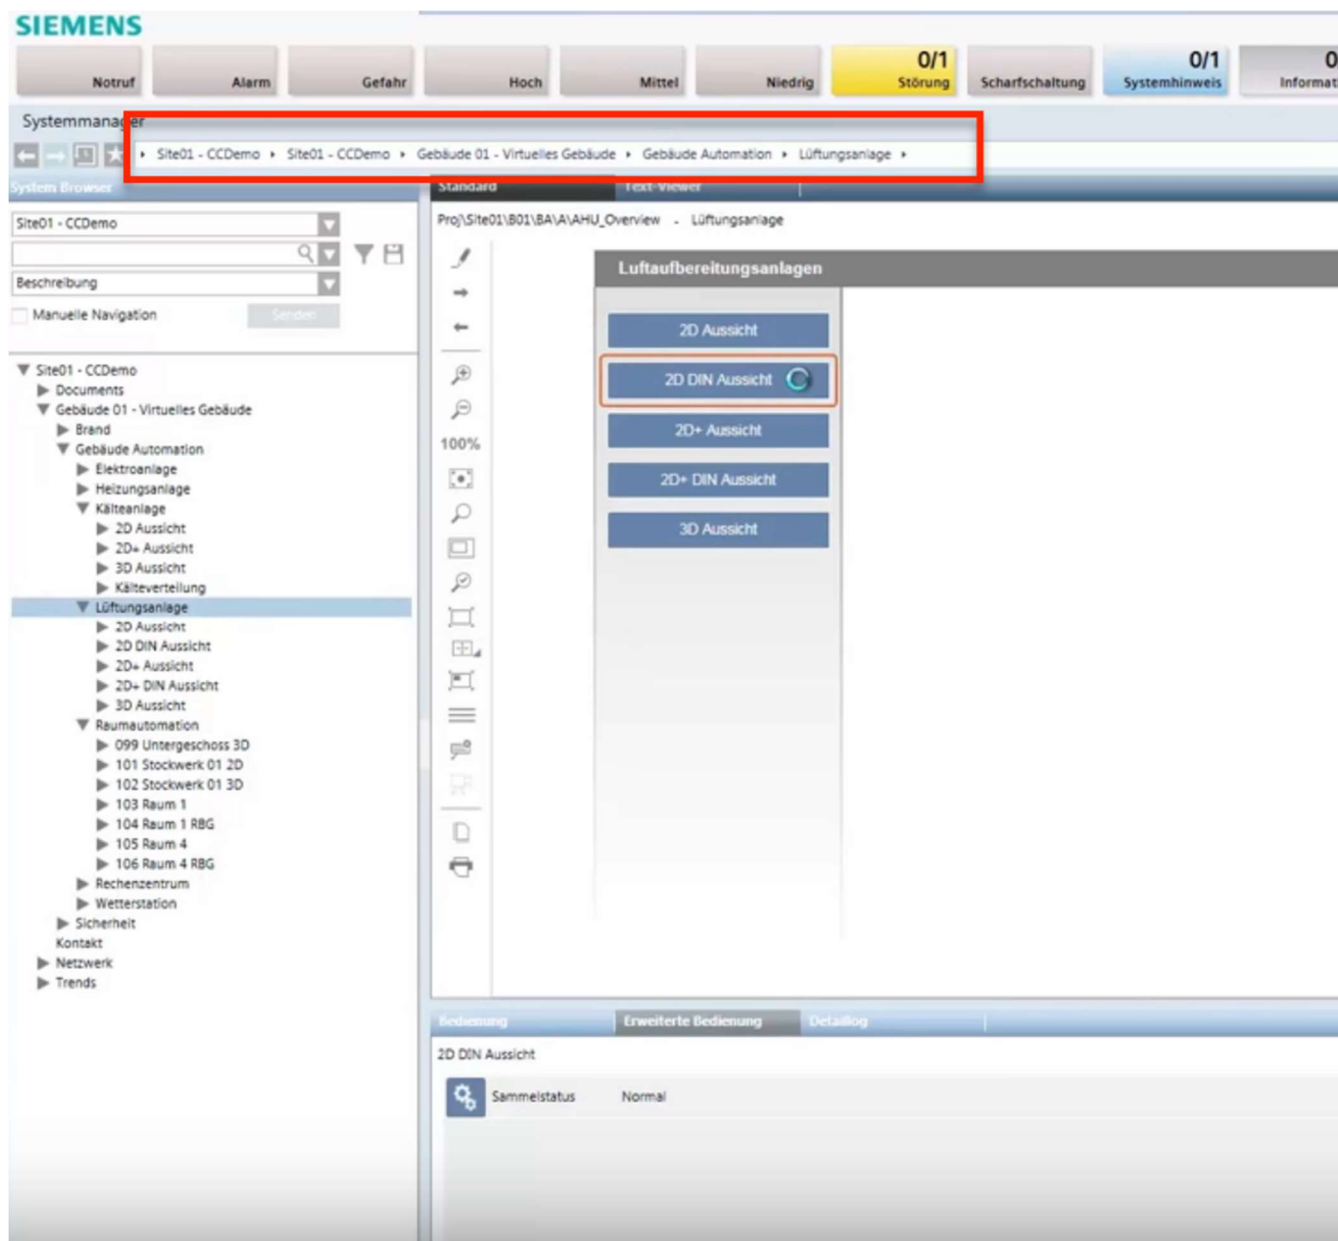 SIEMENS
Notruf
Alarm
Gefahr
Hoch
Mittel
Niedrig
0/1
Störung
Scharfschaltung
0/1
Systemhinweis
Systemmanager
Site01 - CCDemo
Site01 - CCDemo
Gebäude 01 - Virtuelles Gebäude
Gebäude Automation
Lüftungsanlage
System Browser
Site01 - CCDemo
Beschreibung
Manuelle Navigation
Senden
Site01 - CCDemo
Documents
Gebäude 01 - Virtuelles Gebäude
Brand
Gebäude Automation
Elektroanlage
Heizungsanlage
Kälteanlage
2D Aussicht
2D+ Aussicht
3D Aussicht
Kälteverteilung
Lüftungsanlage
2D Aussicht
2D DIN Aussicht
2D+ Aussicht
2D+ DIN Aussicht
3D Aussicht
Raumautomation
099 Untergeschoss 3D
101 Stockwerk 01 2D
102 Stockwerk 01 3D
103 Raum 1
104 Raum 1 RBG
105 Raum 4
106 Raum 4 RBG
Rechenzentrum
Wetterstation
Sicherheit
Kontakt
Netzwerk
Trends
Standard
Text-Viewer
Proj\Site01\B01\BA\A\AHU_Overview - Lüftungsanlage
100%
Luftaufbereitungsanlagen
2D Aussicht
2D DIN Aussicht
2D+ Aussicht
2D+ DIN Aussicht
3D Aussicht
Bedienung
Erweiterte Bedienung
Detaillog
2D DIN Aussicht
Sammelstatus
Normal